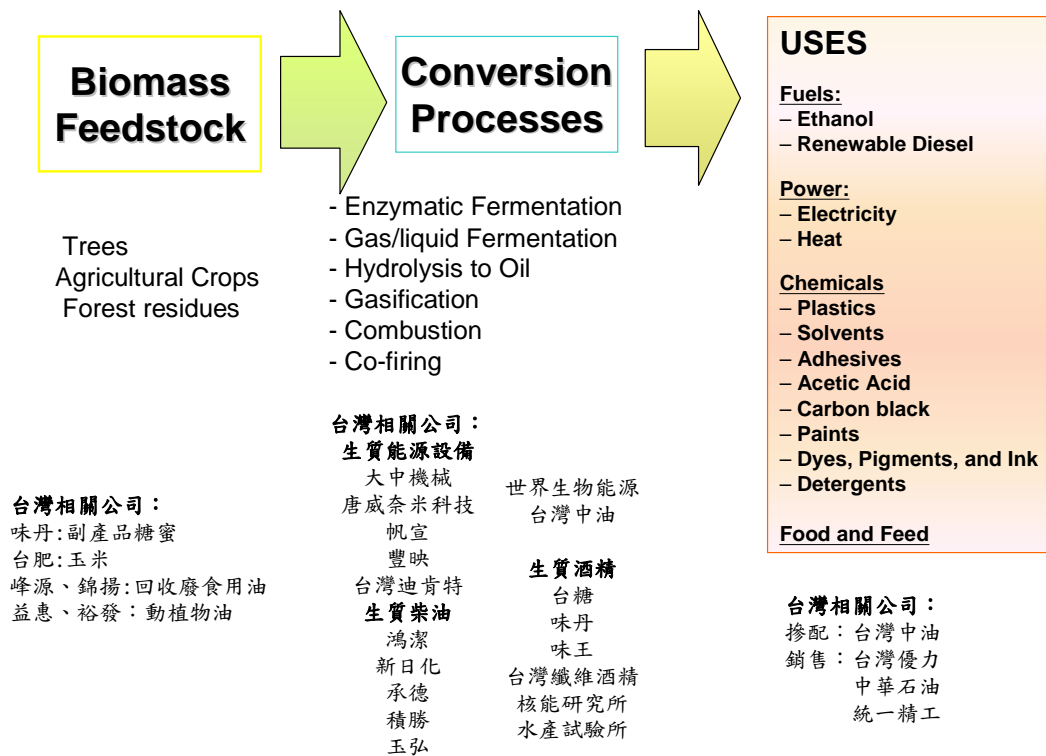 Biomass
Feedstock
Trees
Agricultural Crops
Forest residues
台灣相關公司：
味丹:副產品糖蜜
台肥:玉米
峰源、錦揚:回收廢食用油
益惠、裕發：動植物油
Conversion
Processes
- Enzymatic Fermentation
- Gas/liquid Fermentation
- Hydrolysis to Oil
- Gasification
- Combustion
- Co-firing
台灣相關公司：
生質能源設備
大中機械
唐威奈米科技
帆宣
豐映
台灣迪肯特
生質柴油
鴻潔
新日化
承德
積勝
玉弘
世界生物能源
台灣中油
生質酒精
台糖
味丹
味王
台灣纖維酒精
核能研究所
水產試驗所
USES
Fuels:
– Ethanol
– Renewable Diesel
Power:
– Electricity
– Heat
Chemicals
– Plastics
– Solvents
– Adhesives
– Acetic Acid
– Carbon black
– Paints
– Dyes, Pigments, and Ink
– Detergents
Food and Feed
台灣相關公司：
摻配：台灣中油
銷售：台灣優力
中華石油
統一精工